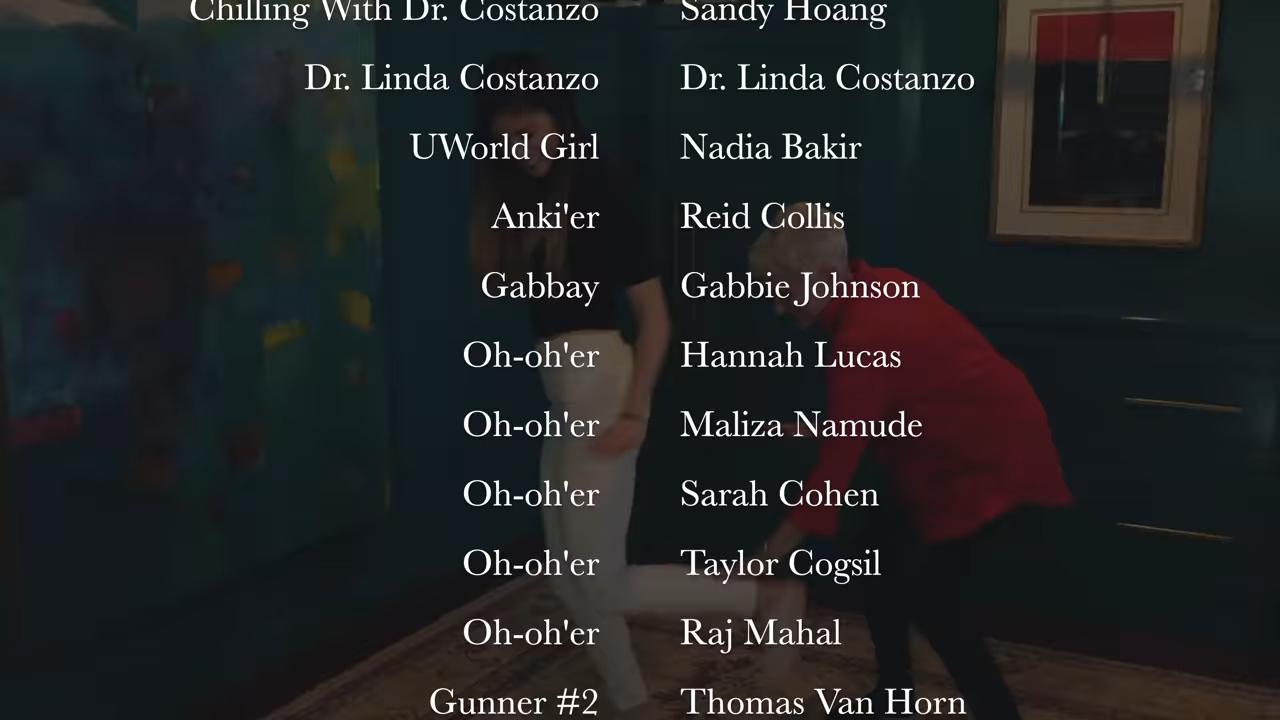 Chilling With Dr. Costanzo Sandy Hoang
Dr. Linda Costanzo Dr. Linda Costanzo
UWorld Girl Nadia Bakir
Anki'er Reid Collis
Gabbay Gabbie Johnson
Oh-oh'er Hannah Lucas
Oh-oh'er Maliza Namude
Oh-oh'er Sarah Cohen
Oh-oh'er Taylor Cogsil
Oh-oh'er Raj Mahal
Gunner #2 Thomas Van Horn